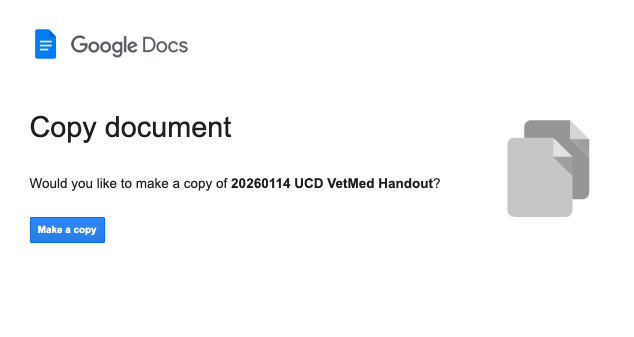 Google Docs
Copy document
Would you like to make a copy of 20260114 UCD VetMed Handout?
Make a copy